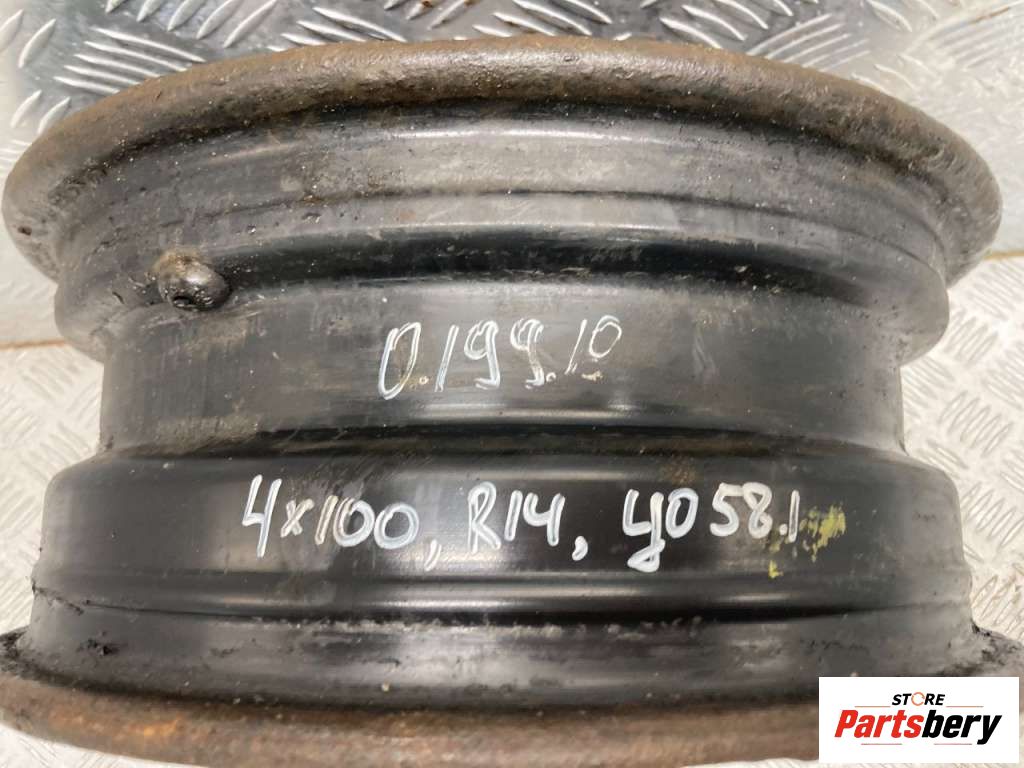 0.199.10
4x100, R14, ЦО 58.1
STORE
Partsbery